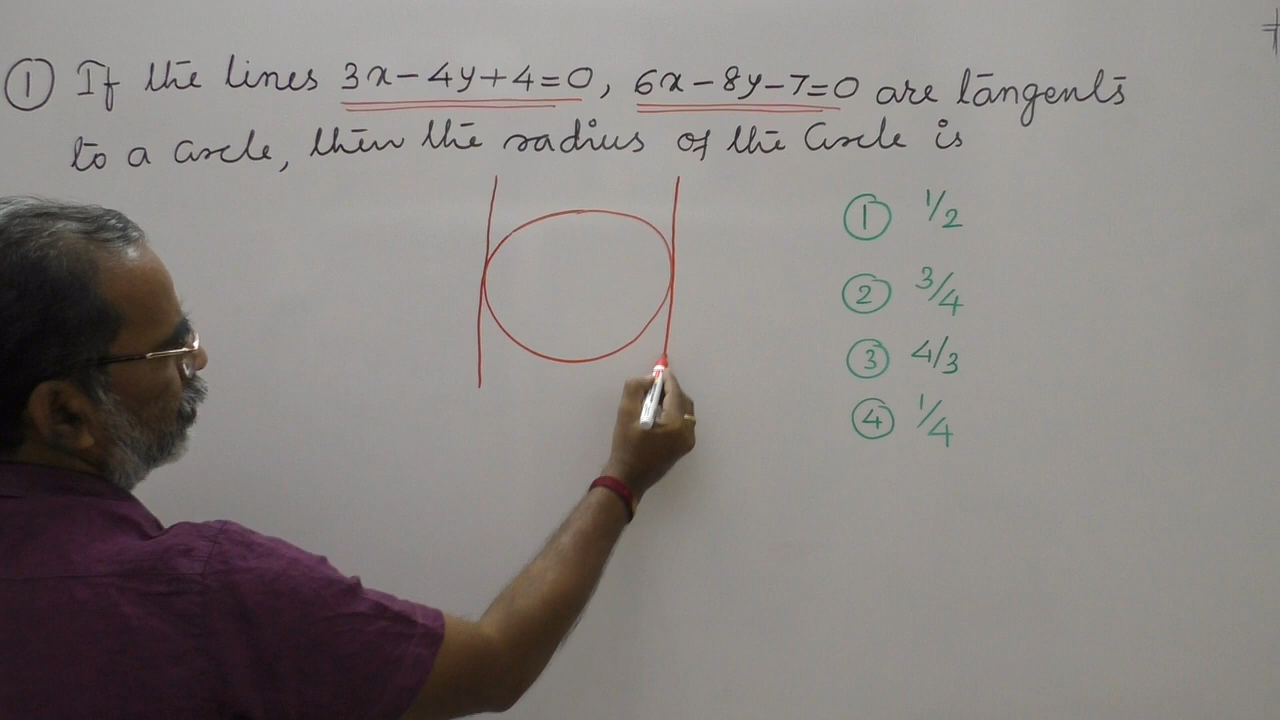 ① If the lines 3x-4y+4=0, 6x-8y-7=0 are tangents
to a circle, then the radius of the Circle is
① 1/2
② 3/4
③ 4/3
④ 1/4